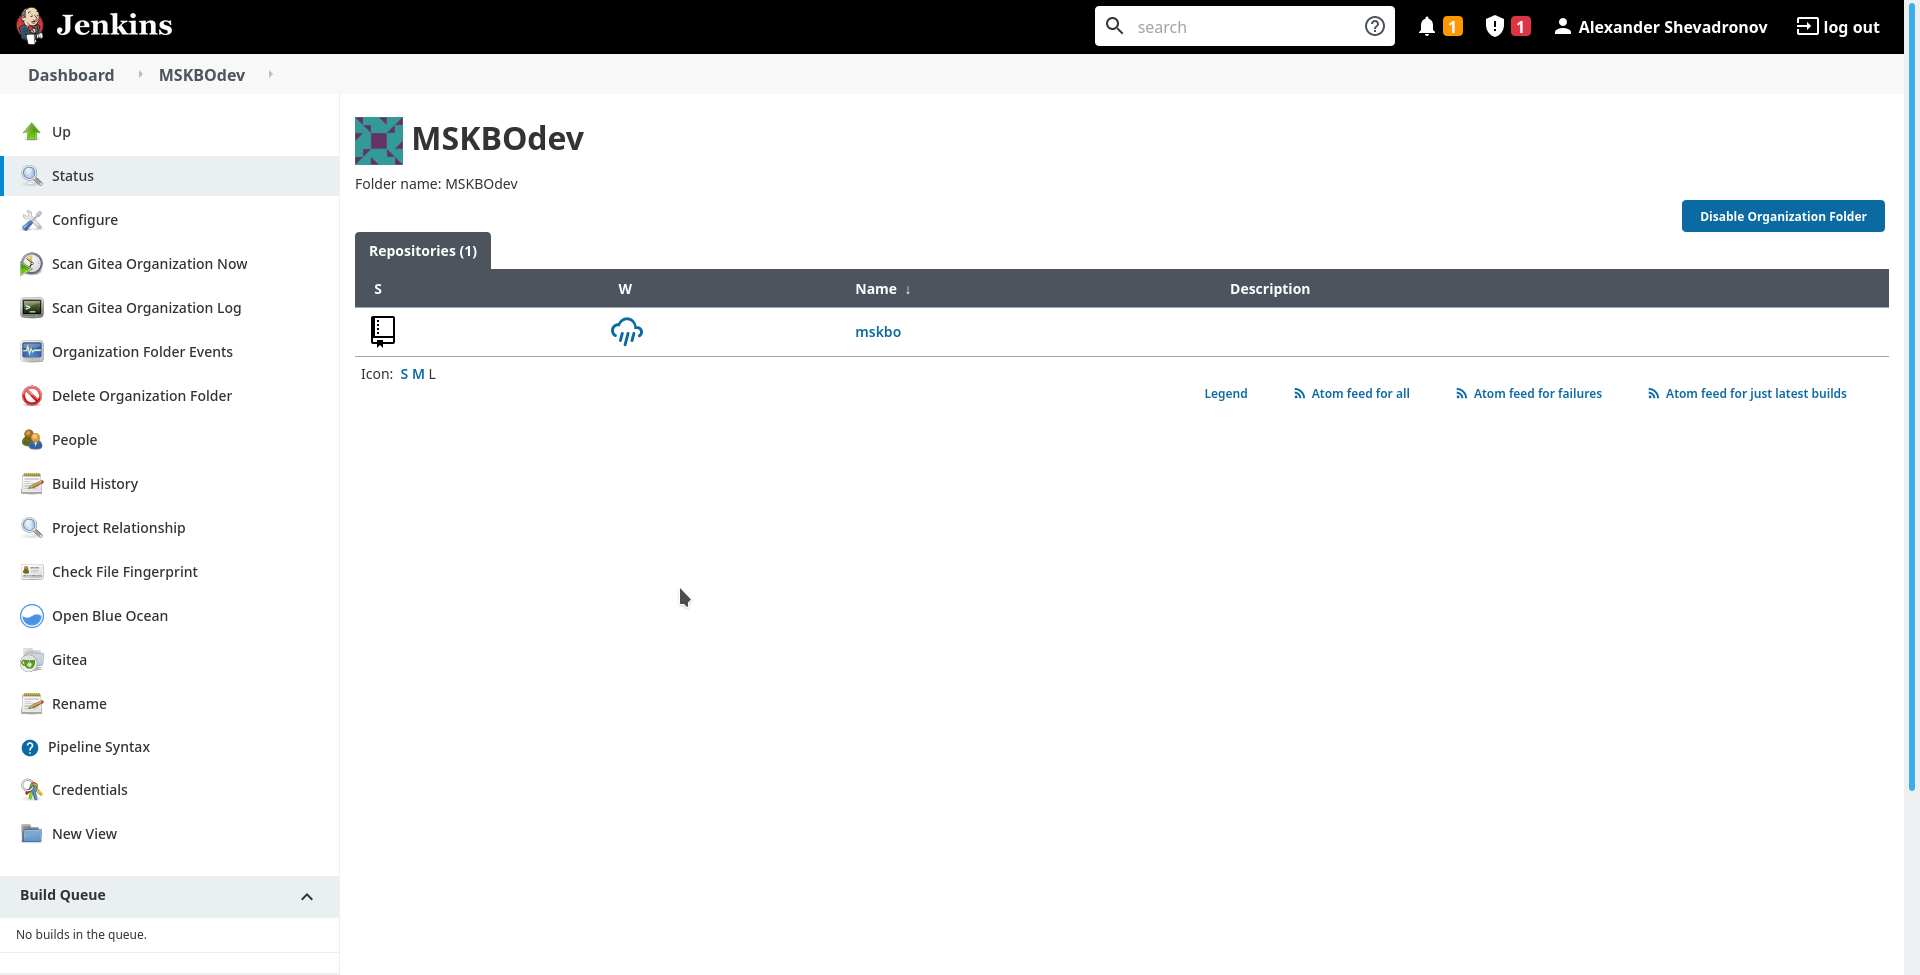 Jenkins
search
1
1
Alexander Shevadronov
log out
Dashboard
MSKBOdev
Up
Status
Configure
Scan Gitea Organization Now
Scan Gitea Organization Log
Organization Folder Events
Delete Organization Folder
People
Build History
Project Relationship
Check File Fingerprint
Open Blue Ocean
Gitea
Rename
Pipeline Syntax
Credentials
New View
Build Queue
No builds in the queue.
MSKBOdev
Folder name: MSKBOdev
Disable Organization Folder
Repositories (1)
S W Name ↓ Description
mskbo
Icon: S M L
Legend Atom feed for all Atom feed for failures Atom feed for just latest builds